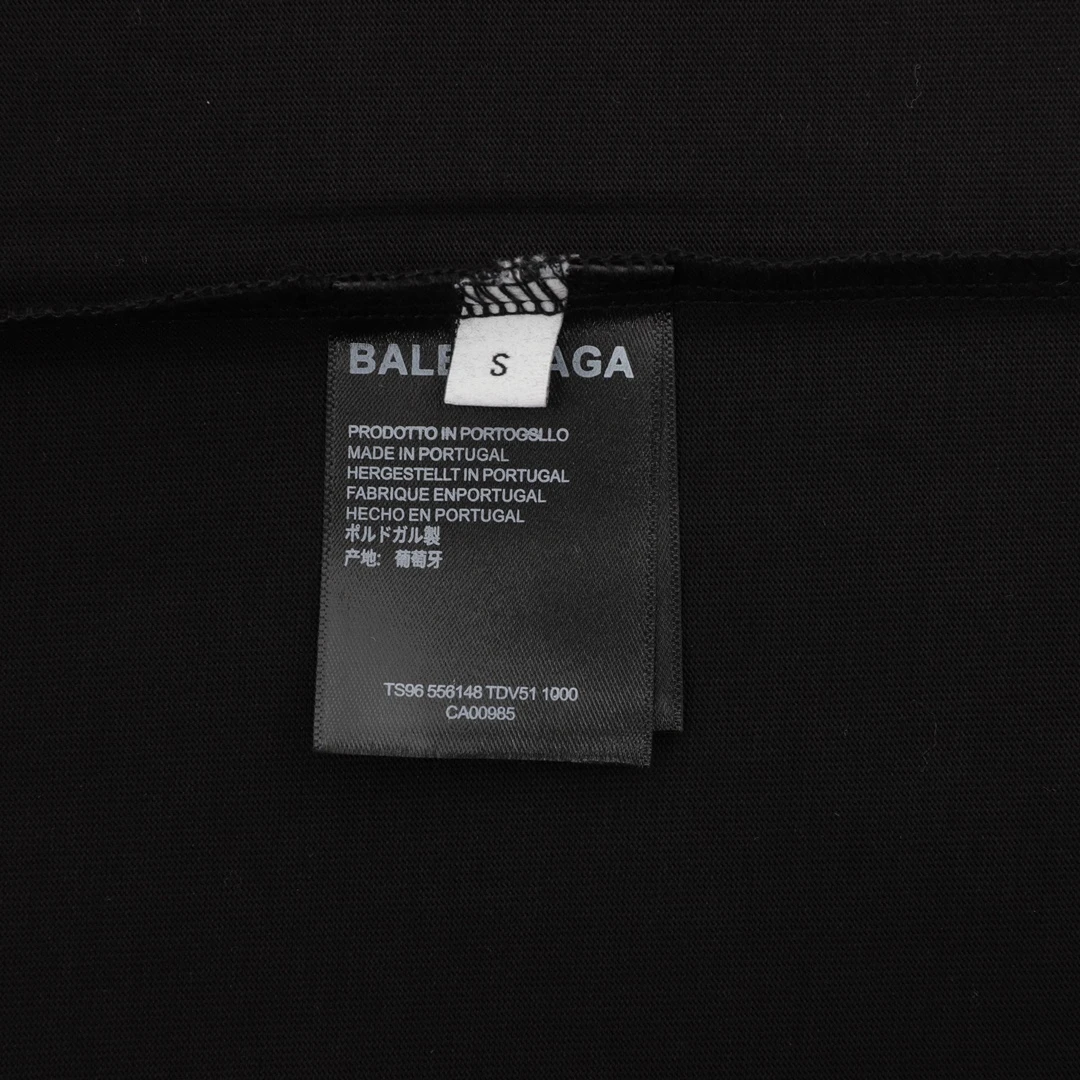 BALE AGA
S
PRODOTTO IN PORTOGSLLO
MADE IN PORTUGAL
HERGESTELLT IN PORTUGAL
FABRIQUE ENPORTUGAL
HECHO EN PORTUGAL
ポルドガル製
产地: 葡萄牙
TS96 556148 TDV51 1000
CA00985